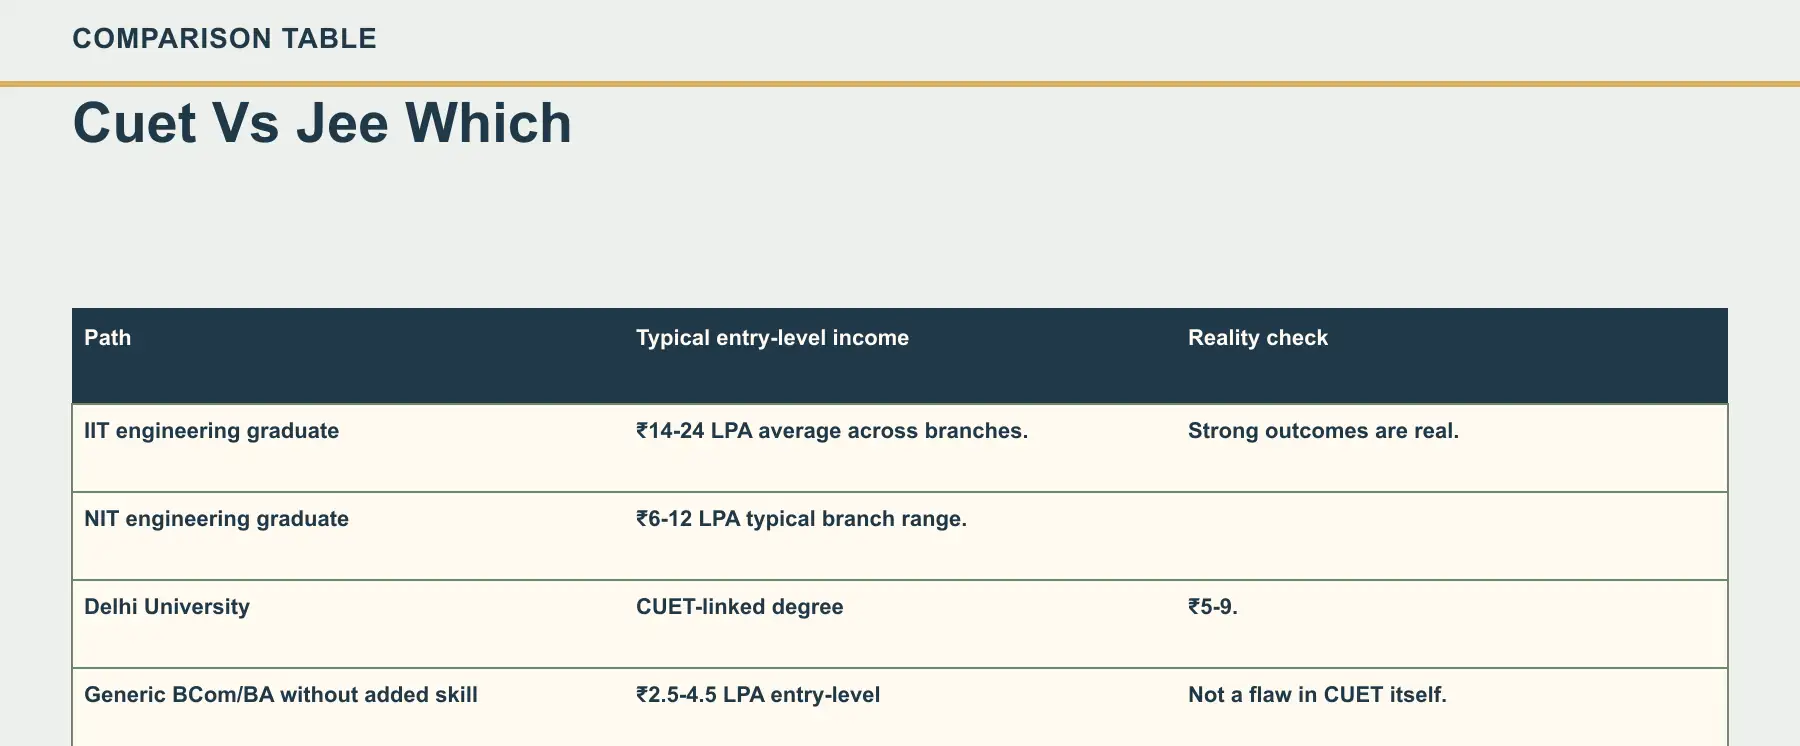 COMPARISON TABLE
Cuet Vs Jee Which
Path Typical entry-level income Reality check
IIT engineering graduate ₹14-24 LPA average across branches. Strong outcomes are real.
NIT engineering graduate ₹6-12 LPA typical branch range.
Delhi University CUET-linked degree ₹5-9.
Generic BCom/BA without added skill ₹2.5-4.5 LPA entry-level Not a flaw in CUET itself.